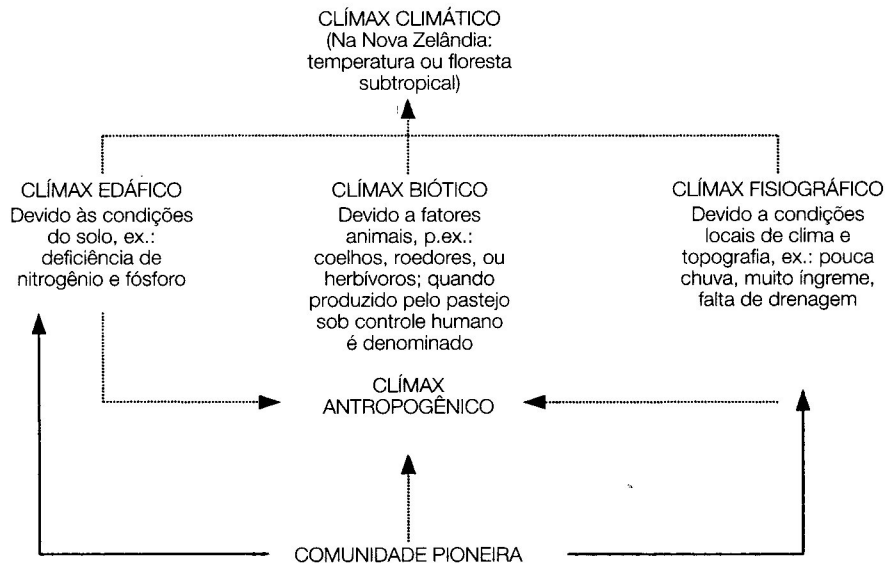 CLÍMAX CLIMÁTICO
(Na Nova Zelândia:
temperatura ou floresta
subtropical)
CLÍMAX EDÁFICO
Devido às condições
do solo, ex.:
deficiência de
nitrogênio e fósforo
CLÍMAX BIÓTICO
Devido a fatores
animais, p.ex.:
coelhos, roedores, ou
herbívoros; quando
produzido pelo pastejo
sob controle humano
é denominado
CLÍMAX
ANTROPOGÊNICO
CLÍMAX FISIOGRÁFICO
Devido a condições
locais de clima e
topografia, ex.: pouca
chuva, muito íngreme,
falta de drenagem
COMUNIDADE PIONEIRA